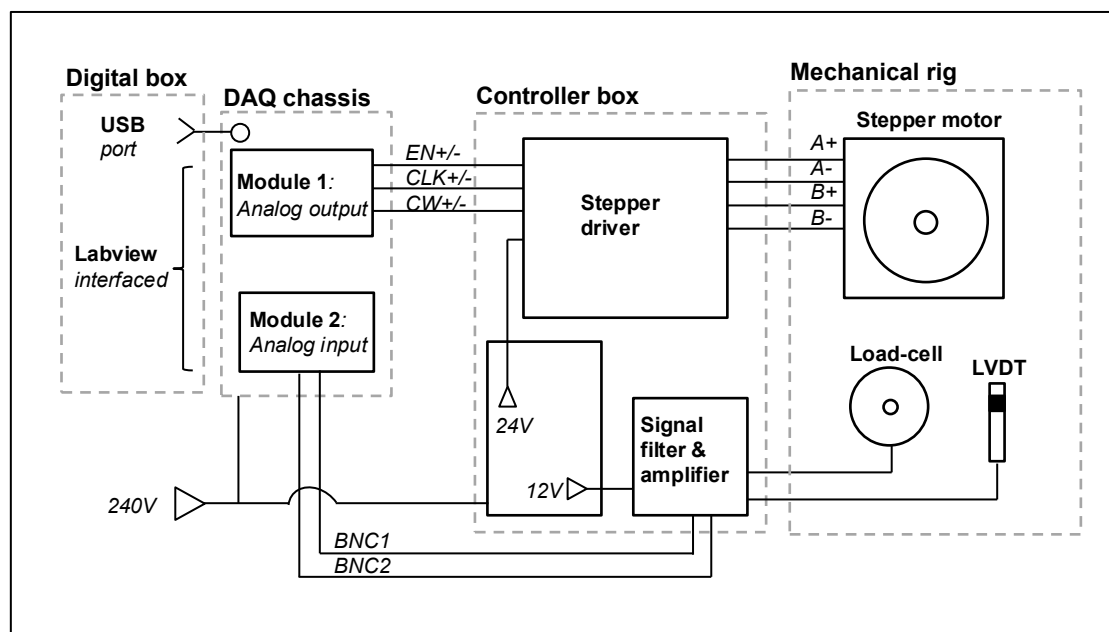 Digital box
USB
port
Labview
interfaced
DAQ chassis
Module 1:
Analog output
Module 2:
Analog input
EN+/-
CLK+/-
CW+/-
Controller box
Stepper
driver
24V
12V
Signal
filter &
amplifier
Mechanical rig
Stepper motor
A+
A-
B+
B-
Load-cell
LVDT
240V
BNC1
BNC2